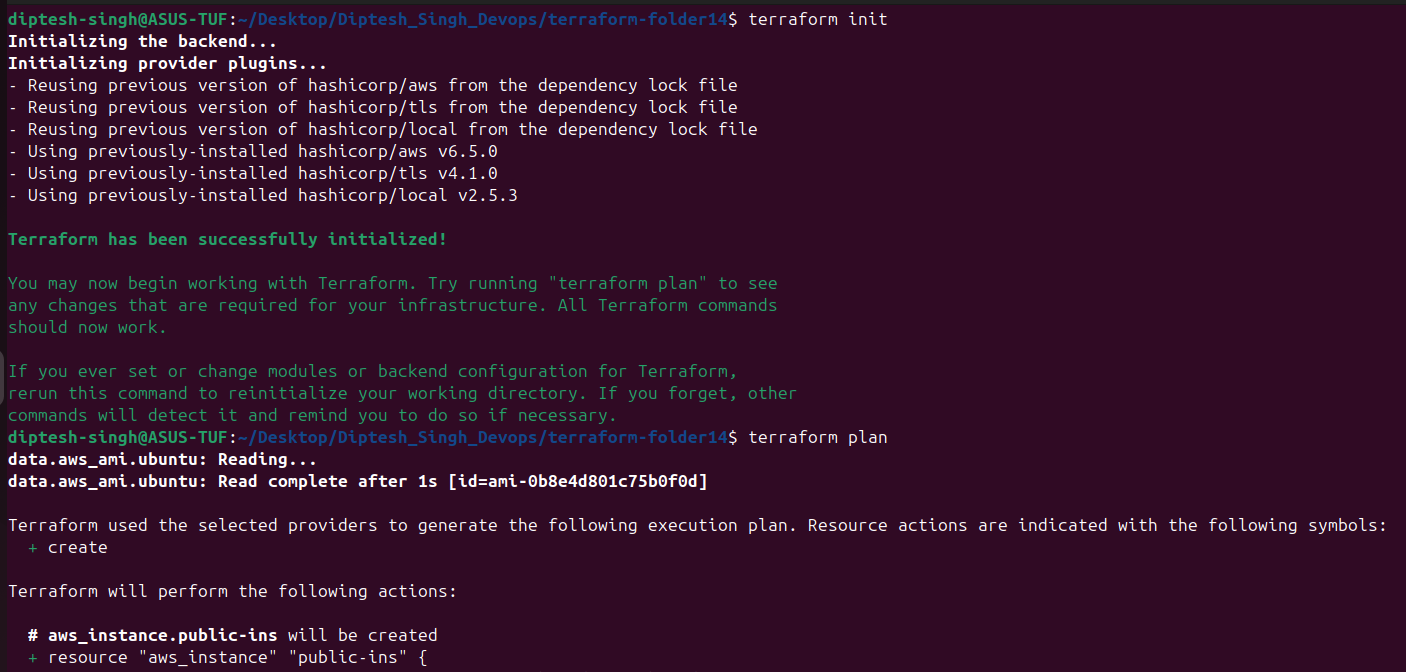 diptesh-singh@ASUS-TUF:~/Desktop/Diptesh_Singh_Devops/terraform-folder14$ terraform init
Initializing the backend...
Initializing provider plugins...
- Reusing previous version of hashicorp/aws from the dependency lock file
- Reusing previous version of hashicorp/tls from the dependency lock file
- Reusing previous version of hashicorp/local from the dependency lock file
- Using previously-installed hashicorp/aws v6.5.0
- Using previously-installed hashicorp/tls v4.1.0
- Using previously-installed hashicorp/local v2.5.3
Terraform has been successfully initialized!
You may now begin working with Terraform. Try running "terraform plan" to see
any changes that are required for your infrastructure. All Terraform commands
should now work.
If you ever set or change modules or backend configuration for Terraform,
rerun this command to reinitialize your working directory. If you forget, other
commands will detect it and remind you to do so if necessary.
diptesh-singh@ASUS-TUF:~/Desktop/Diptesh_Singh_Devops/terraform-folder14$ terraform plan
data.aws_ami.ubuntu: Reading...
data.aws_ami.ubuntu: Read complete after 1s [id=ami-0b8e4d801c75b0f0d]
Terraform used the selected providers to generate the following execution plan. Resource actions are indicated with the following symbols:
+ create
Terraform will perform the following actions:
# aws_instance.public-ins will be created
+ resource "aws_instance" "public-ins" {